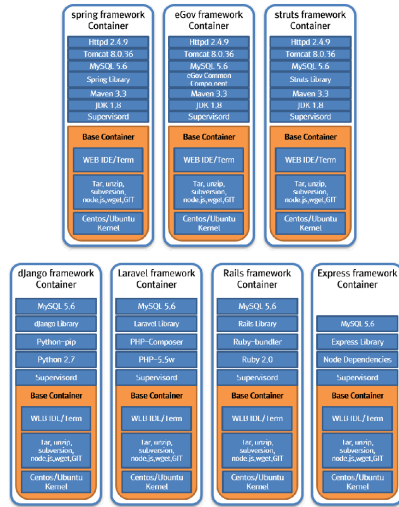 spring framework
Container
Httpd 2.4.9
Tomcat 8.0.36
MySQL 5.6
Spring Library
Maven 3.3
JDK 1.8
Supervisord
Base Container
WEB IDE/Term
Tar, unzip,
subversion,
node.js,wget,GIT
Centos/Ubuntu
Kernel
eGov framework
Container
Httpd 2.4.9
Tomcat 8.0.36
MySQL 5.6
eGov Common
Component
Maven 3.3
JDK 1.8
Supervisord
Base Container
WEB IDE/Term
Tar, unzip,
subversion,
node.js,wget,GIT
Centos/Ubuntu
Kernel
struts framework
Container
Httpd 2.4.9
Tomcat 8.0.36
MySQL 5.6
Struts Library
Maven 3.3
JDK 1.8
Supervisord
Base Container
WEB IDE/Term
Tar, unzip,
subversion,
node.js,wget,GIT
Centos/Ubuntu
Kernel
dJango framework
Container
MySQL 5.6
dJango Library
Python-pip
Python 2.7
Supervisord
Base Container
WEB IDE/Term
Tar, unzip,
subversion,
node.js,wget,GIT
Centos/Ubuntu
Kernel
Laravel framework
Container
MySQL 5.6
Laravel Library
PHP-Composer
PHP-5.5w
Supervisord
Base Container
WEB IDE/Term
Tar, unzip,
subversion,
node.js,wget,GIT
Centos/Ubuntu
Kernel
Rails framework
Container
MySQL 5.6
Rails Library
Ruby-bundler
Ruby 2.0
Supervisord
Base Container
WEB IDE/Term
Tar, unzip,
subversion,
node.js,wget,GIT
Centos/Ubuntu
Kernel
Express framework
Container
MySQL 5.6
Express Library
Node Dependencies
Supervisord
Base Container
WEB IDE/Term
Tar, unzip,
subversion,
node.js,wget,GIT
Centos/Ubuntu
Kernel